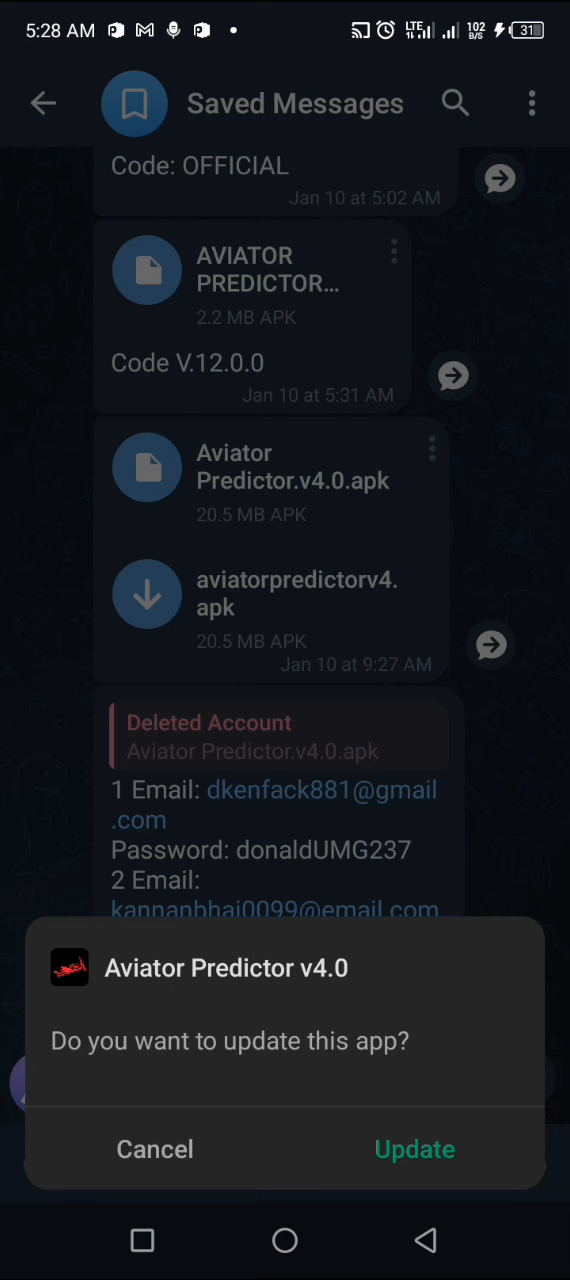 5:28 AM
LTE
102
B/S
31
Saved Messages
Code: OFFICIAL
Jan 10 at 5:02 AM
AVIATOR
PREDICTOR...
2.2 MB APK
Code V.12.0.0
Jan 10 at 5:31 AM
Aviator
Predictor.v4.0.apk
20.5 MB APK
aviatorpredictorv4.
apk
20.5 MB APK
Jan 10 at 9:27 AM
Deleted Account
Aviator Predictor.v4.0.apk
1 Email: dkenfack881@gmail
.com
Password: donaldUMG237
2 Email:
kannanbhai0099@email.com
Aviator Predictor v4.0
Do you want to update this app?
Cancel
Update